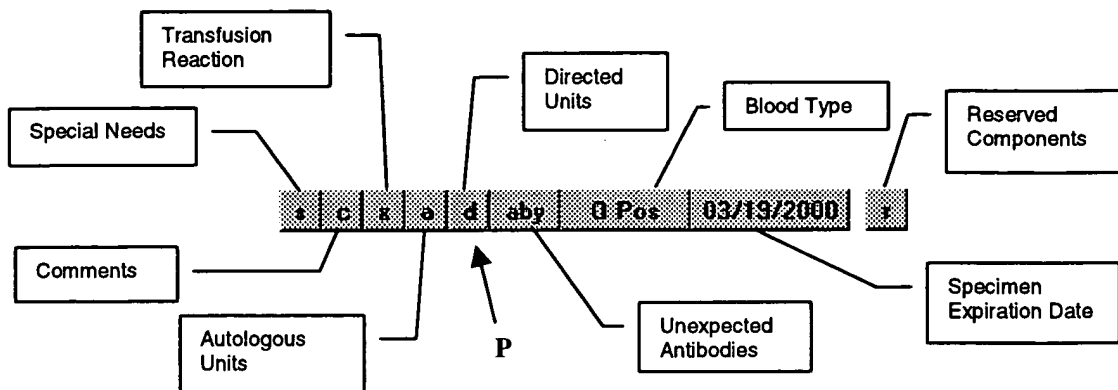 Transfusion
Reaction
Directed
Units
Blood Type
Reserved
Components
Special Needs
s c x a d aby O Pos 03/19/2000 r
Comments
Autologous
Units
P
Unexpected
Antibodies
Specimen
Expiration Date